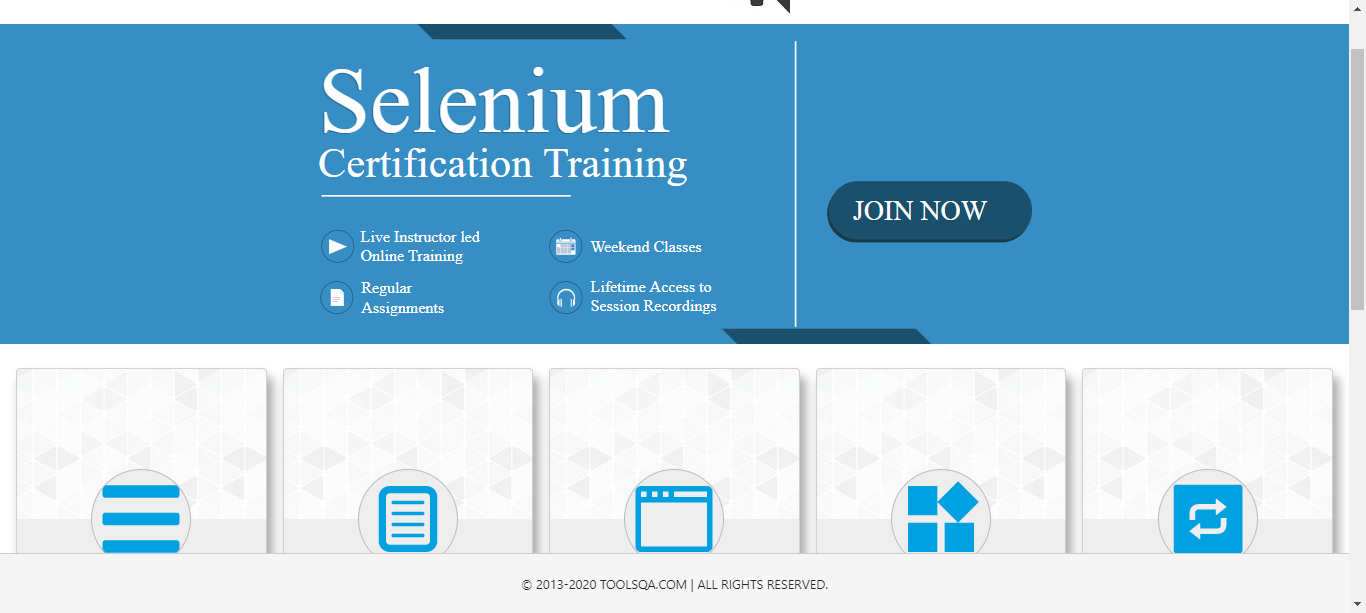 Selenium
Certification Training
Live Instructor led
Online Training
Weekend Classes
Regular
Assignments
Lifetime Access to
Session Recordings
JOIN NOW
© 2013-2020 TOOLSQA.COM | ALL RIGHTS RESERVED.